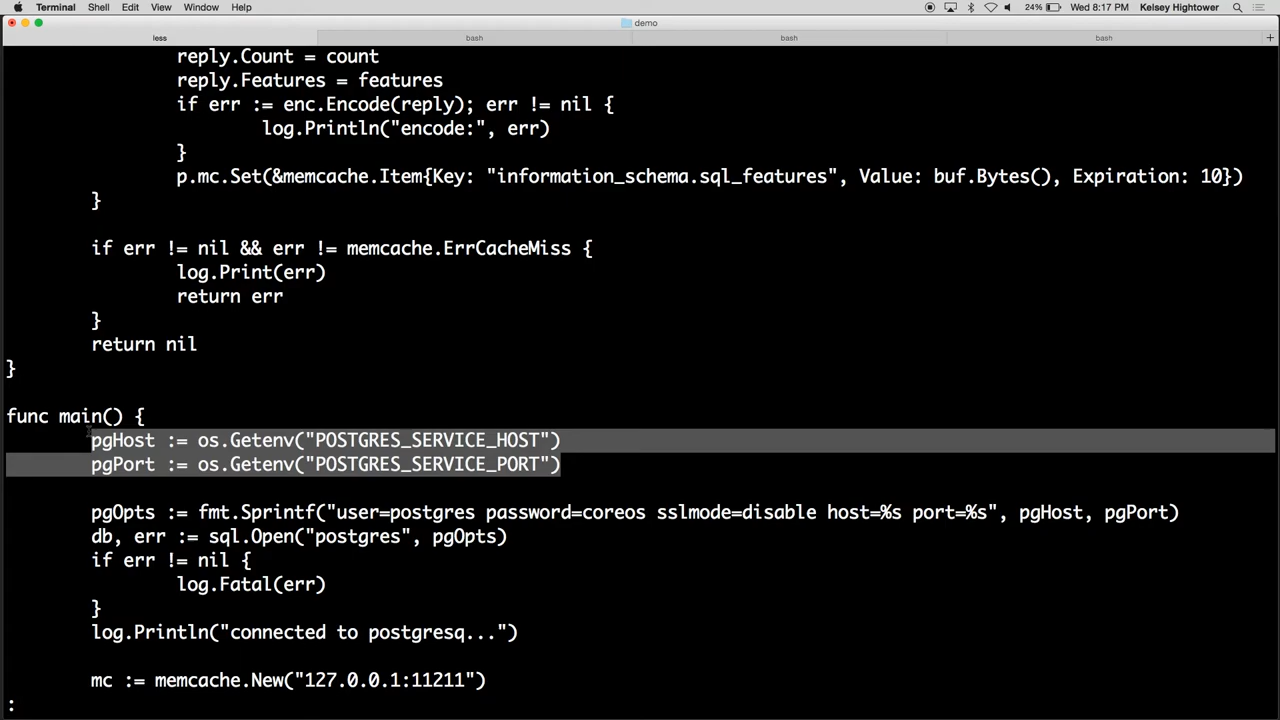 Terminal Shell Edit View Window Help 24% Wed 8:17 PM Kelsey Hightower
demo
less bash bash bash +
reply.Count = count
reply.Features = features
if err := enc.Encode(reply); err != nil {
log.Println("encode:", err)
}
p.mc.Set(&memcache.Item{Key: "information_schema.sql_features", Value: buf.Bytes(), Expiration: 10})
}
if err != nil && err != memcache.ErrCacheMiss {
log.Print(err)
return err
}
return nil
}
func main() {
pgHost := os.Getenv("POSTGRES_SERVICE_HOST")
pgPort := os.Getenv("POSTGRES_SERVICE_PORT")
pgOpts := fmt.Sprintf("user=postgres password=coreos sslmode=disable host=%s port=%s", pgHost, pgPort)
db, err := sql.Open("postgres", pgOpts)
if err != nil {
log.Fatal(err)
}
log.Println("connected to postgresq...")
mc := memcache.New("127.0.0.1:11211")
: